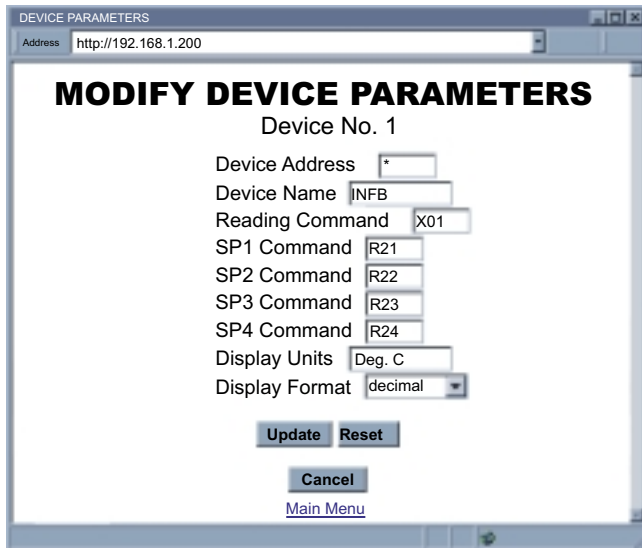 DEVICE PARAMETERS
Address http://192.168.1.200
MODIFY DEVICE PARAMETERS
Device No. 1
Device Address *
Device Name INFB
Reading Command X01
SP1 Command R21
SP2 Command R22
SP3 Command R23
SP4 Command R24
Display Units Deg. C
Display Format decimal
Update Reset
Cancel
Main Menu